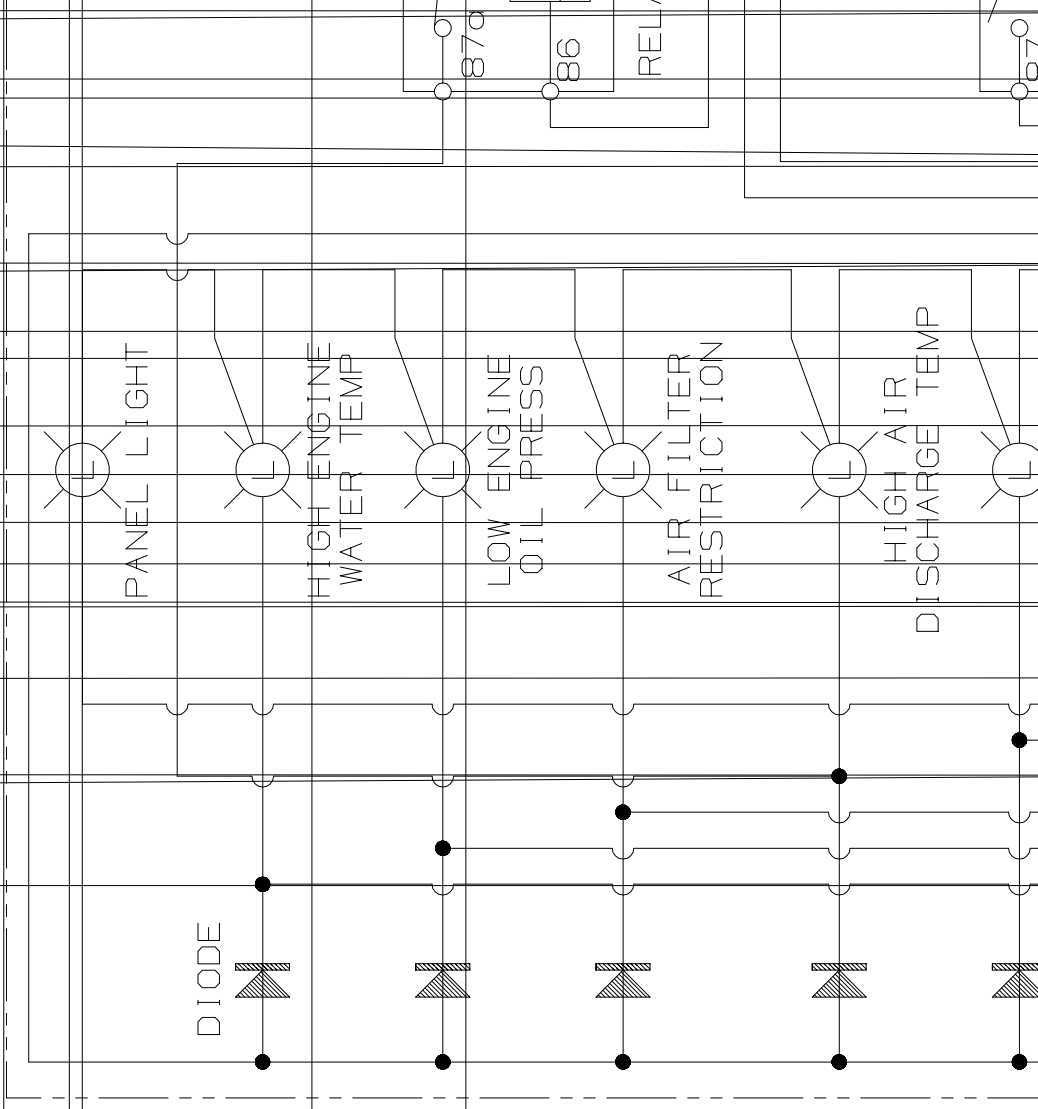 87a
86
PANEL LIGHT
HIGH ENGINE
WATER TEMP
LOW ENGINE
OIL PRESS
AIR FILTER
RESTRICTION
HIGH AIR
DISCHARGE TEMP
L
L
L
L
L
L
DIODE